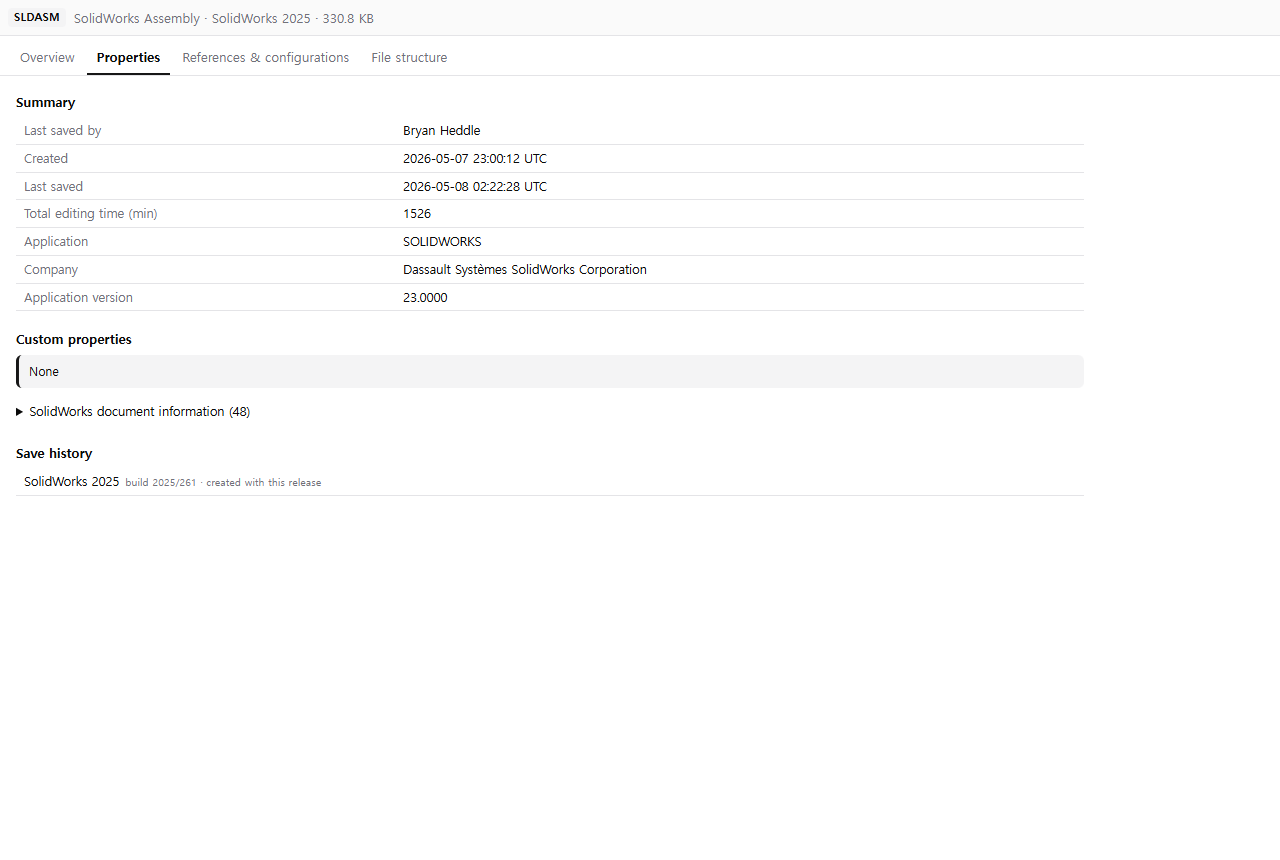 SLDASM SolidWorks Assembly · SolidWorks 2025 · 330.8 KB
Overview Properties References & configurations File structure
Summary
Last saved by Bryan Heddle
Created 2026-05-07 23:00:12 UTC
Last saved 2026-05-08 02:22:28 UTC
Total editing time (min) 1526
Application SOLIDWORKS
Company Dassault Systèmes SolidWorks Corporation
Application version 23.0000
Custom properties
None
SolidWorks document information (48)
Save history
SolidWorks 2025 build 2025/261 · created with this release